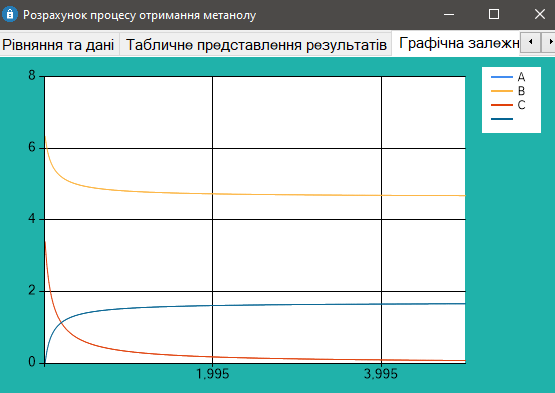 Розрахунок процесу отримання метанолу
Рівняння та дані Табличне представлення результатів Графічна залежн
8
6
4
2
0
1,995 3,995
A
B
C